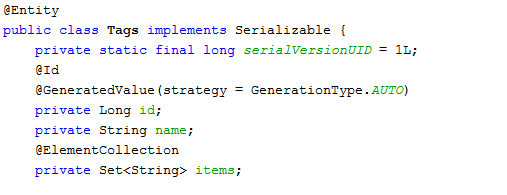 @Entity
public class Tags implements Serializable {
    private static final long serialVersionUID = 1L;
    @Id
    @GeneratedValue(strategy = GenerationType.AUTO)
    private Long id;
    private String name;
    @ElementCollection
    private Set<String> items;